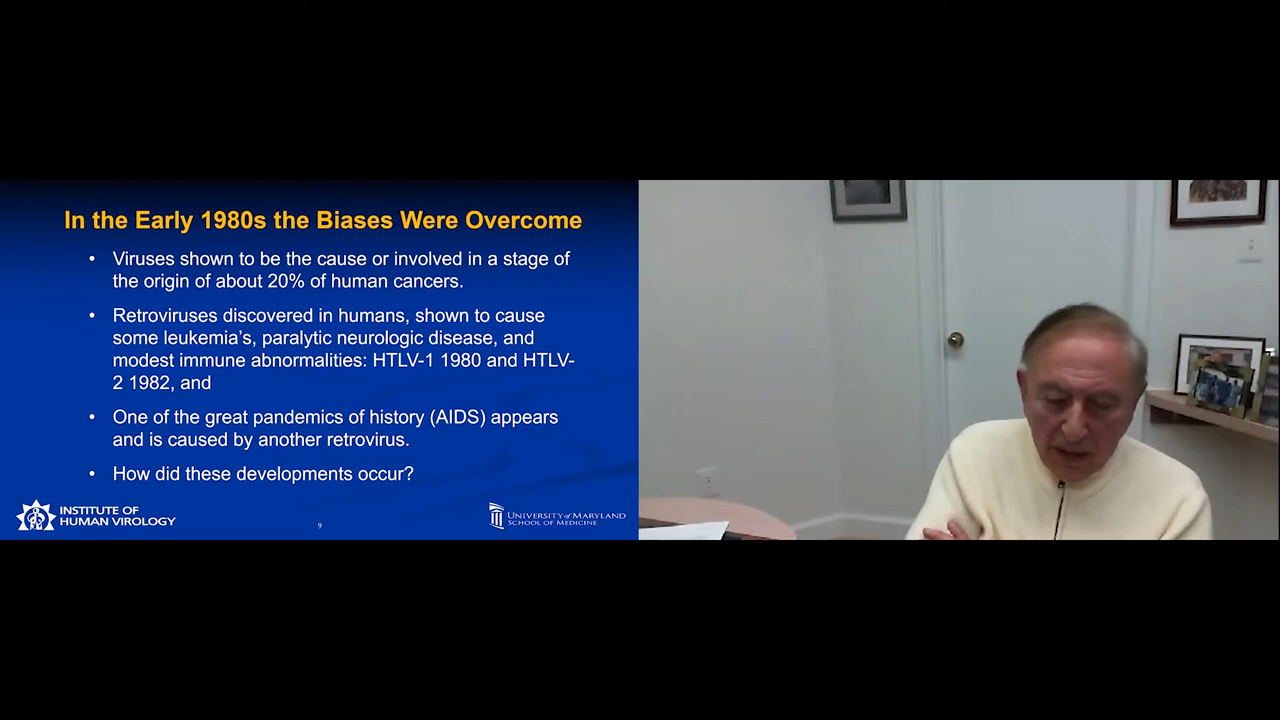 In the Early 1980s the Biases Were Overcome
• Viruses shown to be the cause or involved in a stage of
the origin of about 20% of human cancers.
• Retroviruses discovered in humans, shown to cause
some leukemia’s, paralytic neurologic disease, and
modest immune abnormalities: HTLV-1 1980 and HTLV-
2 1982, and
• One of the great pandemics of history (AIDS) appears
and is caused by another retrovirus.
• How did these developments occur?
INSTITUTE OF
HUMAN VIROLOGY
9
UNIVERSITY of MARYLAND
SCHOOL OF MEDICINE